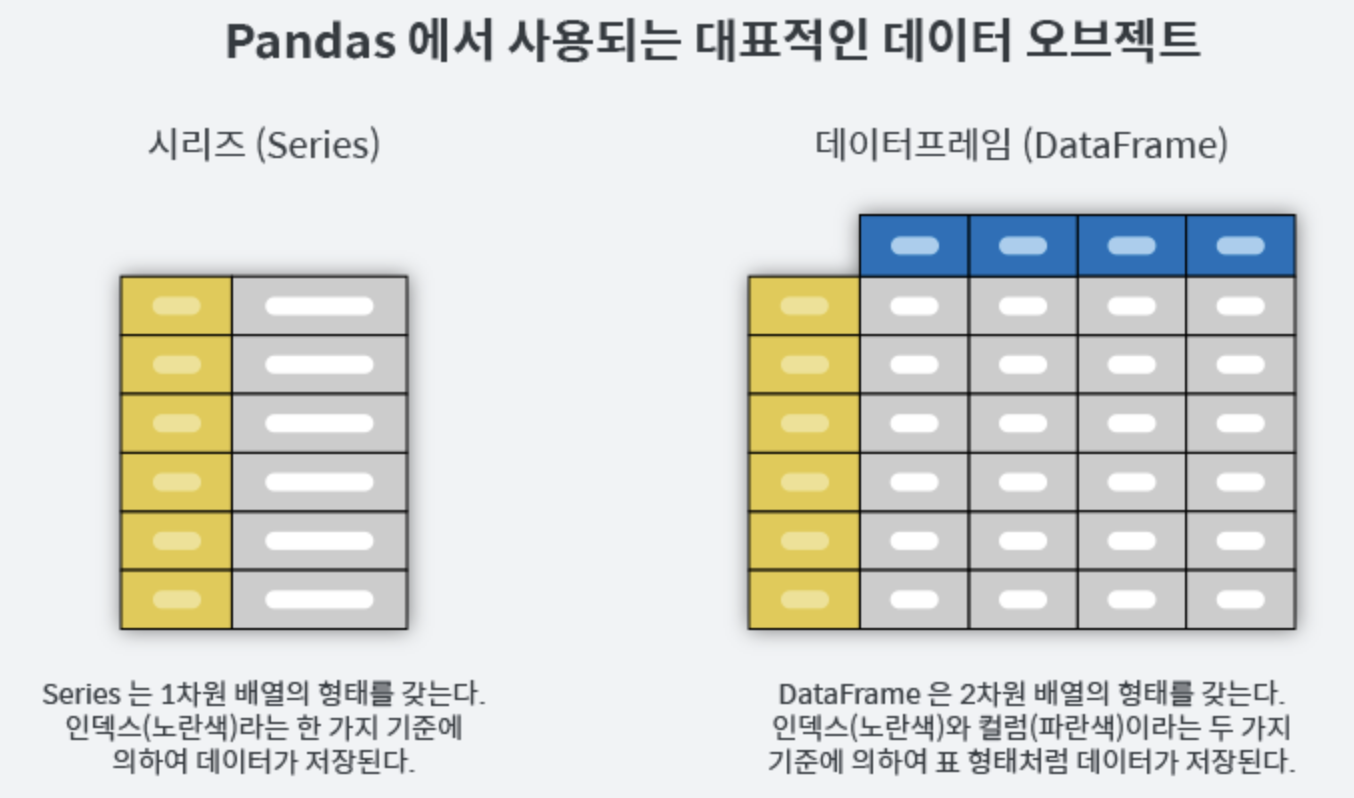 Pandas 에서 사용되는 대표적인 데이터 오브젝트
시리즈 (Series)
데이터프레임 (DataFrame)
Series 는 1차원 배열의 형태를 갖는다.
인덱스(노란색)라는 한 가지 기준에
의하여 데이터가 저장된다.
DataFrame 은 2차원 배열의 형태를 갖는다.
인덱스(노란색)와 컬럼(파란색)이라는 두 가지
기준에 의하여 표 형태처럼 데이터가 저장된다.